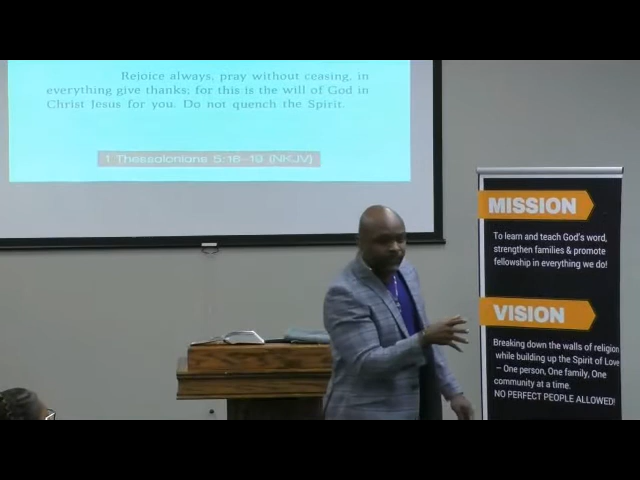 Rejoice always, pray without ceasing, in
everything give thanks; for this is the will of God in
Christ Jesus for you. Do not quench the Spirit.
1 Thessalonians 5:16-19 (NKJV)
MISSION
To learn and teach God's word,
strengthen families & promote
fellowship in everything we do!
VISION
Breaking down the walls of religion
while building up the Spirit of Love
– One person, One family, One
community at a time.
NO PERFECT PEOPLE ALLOWED!